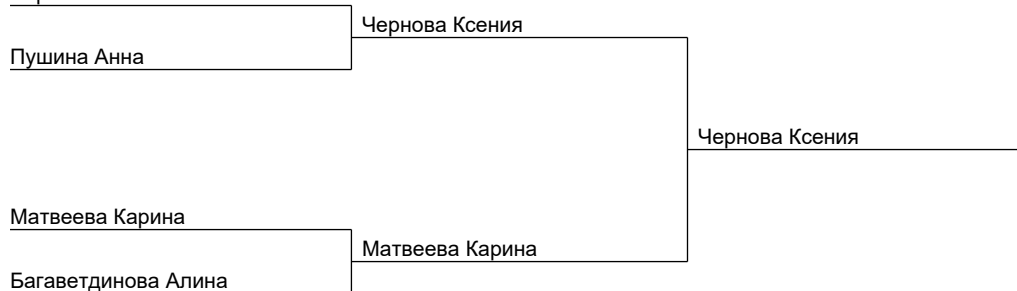 Чернова Ксения
Пушина Анна
Чернова Ксения
Матвеева Карина
Матвеева Карина
Багаветдинова Алина